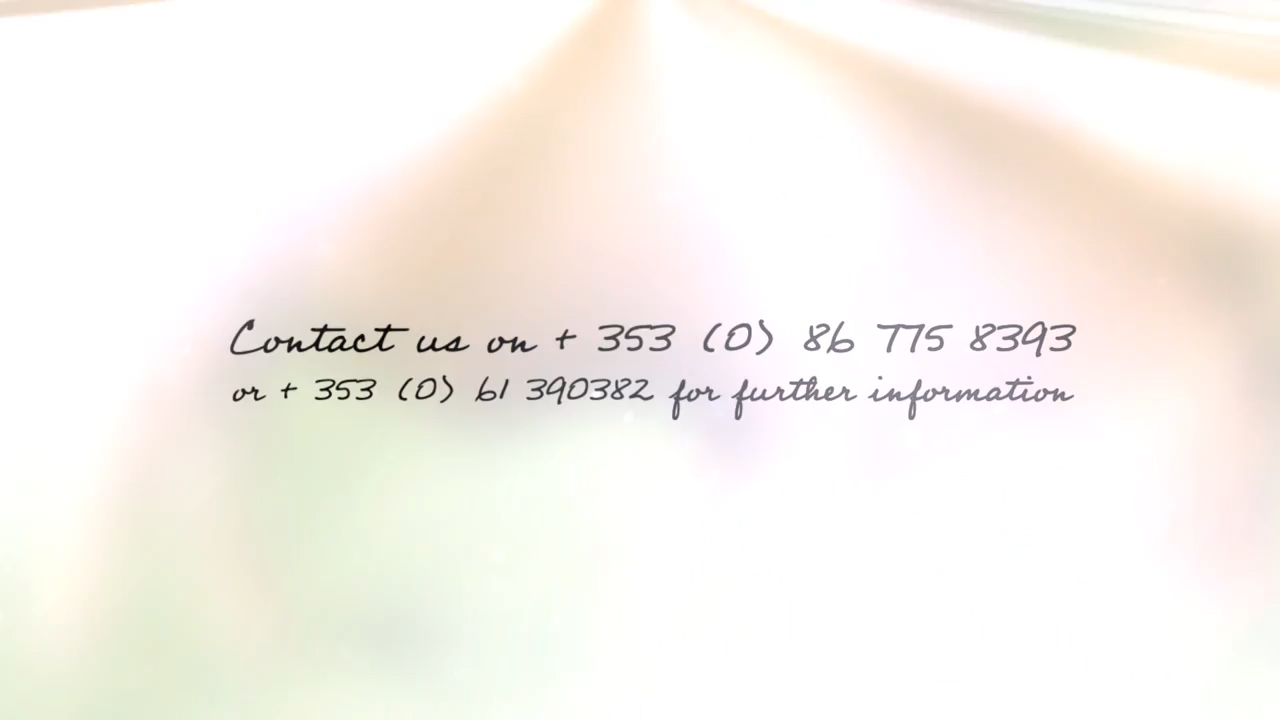 Contact us on + 353 (0) 86 775 8393
or + 353 (0) 61 390382 for further information